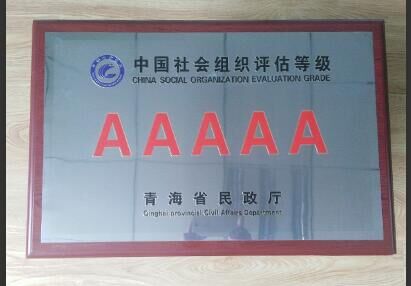 中国社会组织评估等级
CHINA SOCIAL ORGANIZATION EVALUATION GRADE
AAAAA
青海省民政厅
Qinghai provincial Civil Affairs Department